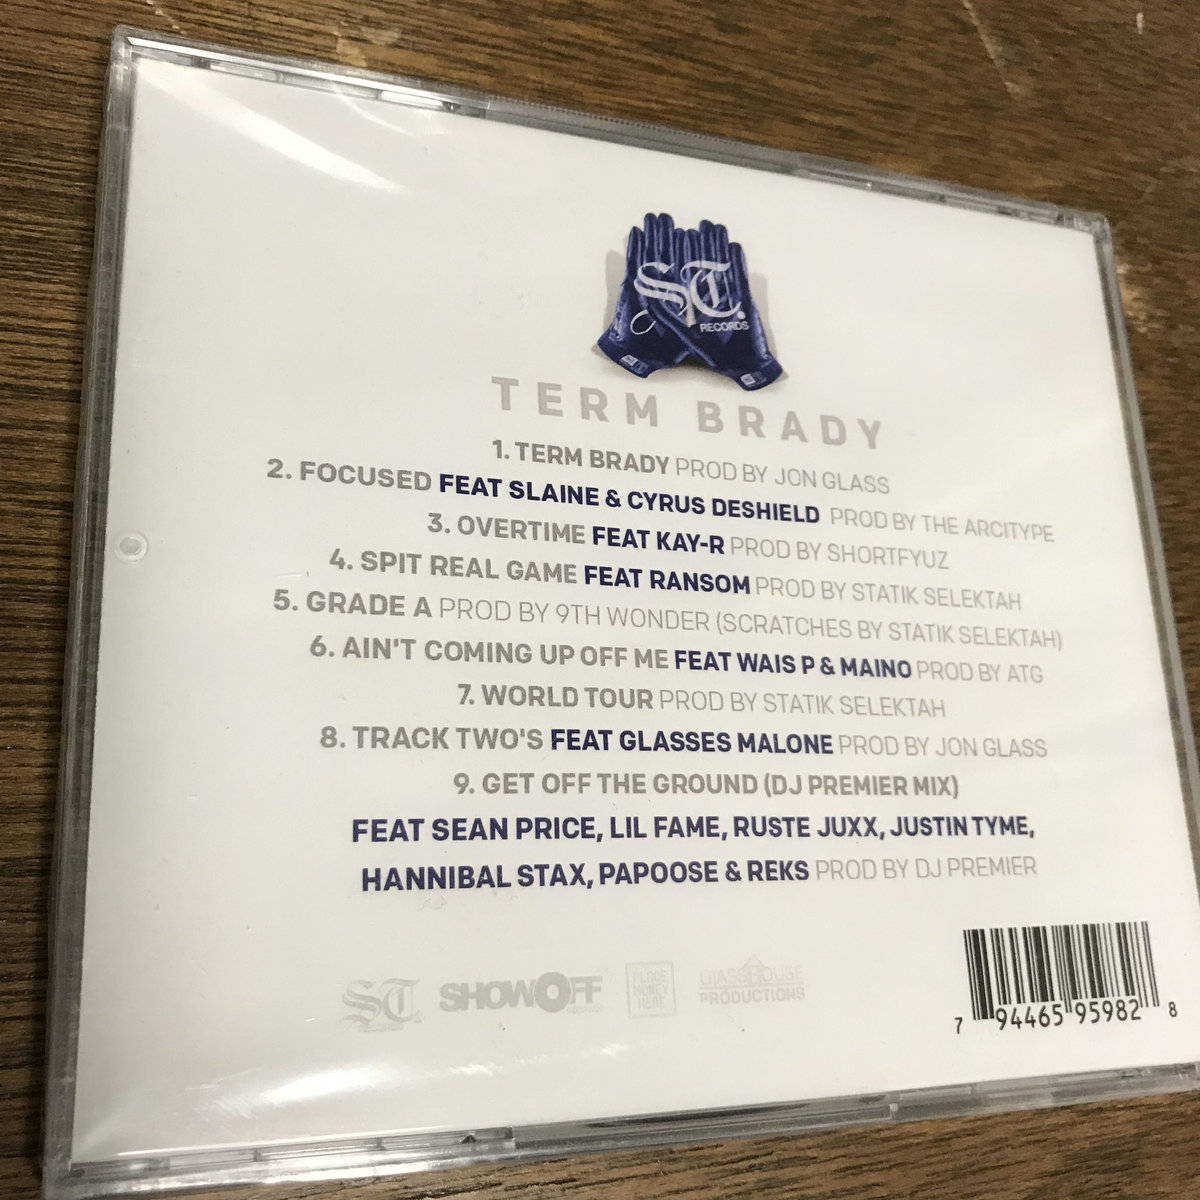 ST.
RECORDS
TERM BRADY
1. TERM BRADY PROD BY JON GLASS
2. FOCUSED FEAT SLAINE & CYRUS DESHIELD PROD BY THE ARCITYPE
3. OVERTIME FEAT KAY-R PROD BY SHORTFYUZ
4. SPIT REAL GAME FEAT RANSOM PROD BY STATIK SELEKTAH
5. GRADE A PROD BY 9TH WONDER (SCRATCHES BY STATIK SELEKTAH)
6. AIN'T COMING UP OFF ME FEAT WAIS P & MAINO PROD BY ATG
7. WORLD TOUR PROD BY STATIK SELEKTAH
8. TRACK TWO'S FEAT GLASSES MALONE PROD BY JON GLASS
9. GET OFF THE GROUND (DJ PREMIER MIX)
FEAT SEAN PRICE, LIL FAME, RUSTE JUXX, JUSTIN TYME,
HANNIBAL STAX, PAPOOSE & REKS PROD BY DJ PREMIER
ST.
SHOWOFF
PLACE
MONEY
HERE
GLASSHOUSE
PRODUCTIONS
7 94465 95982 8